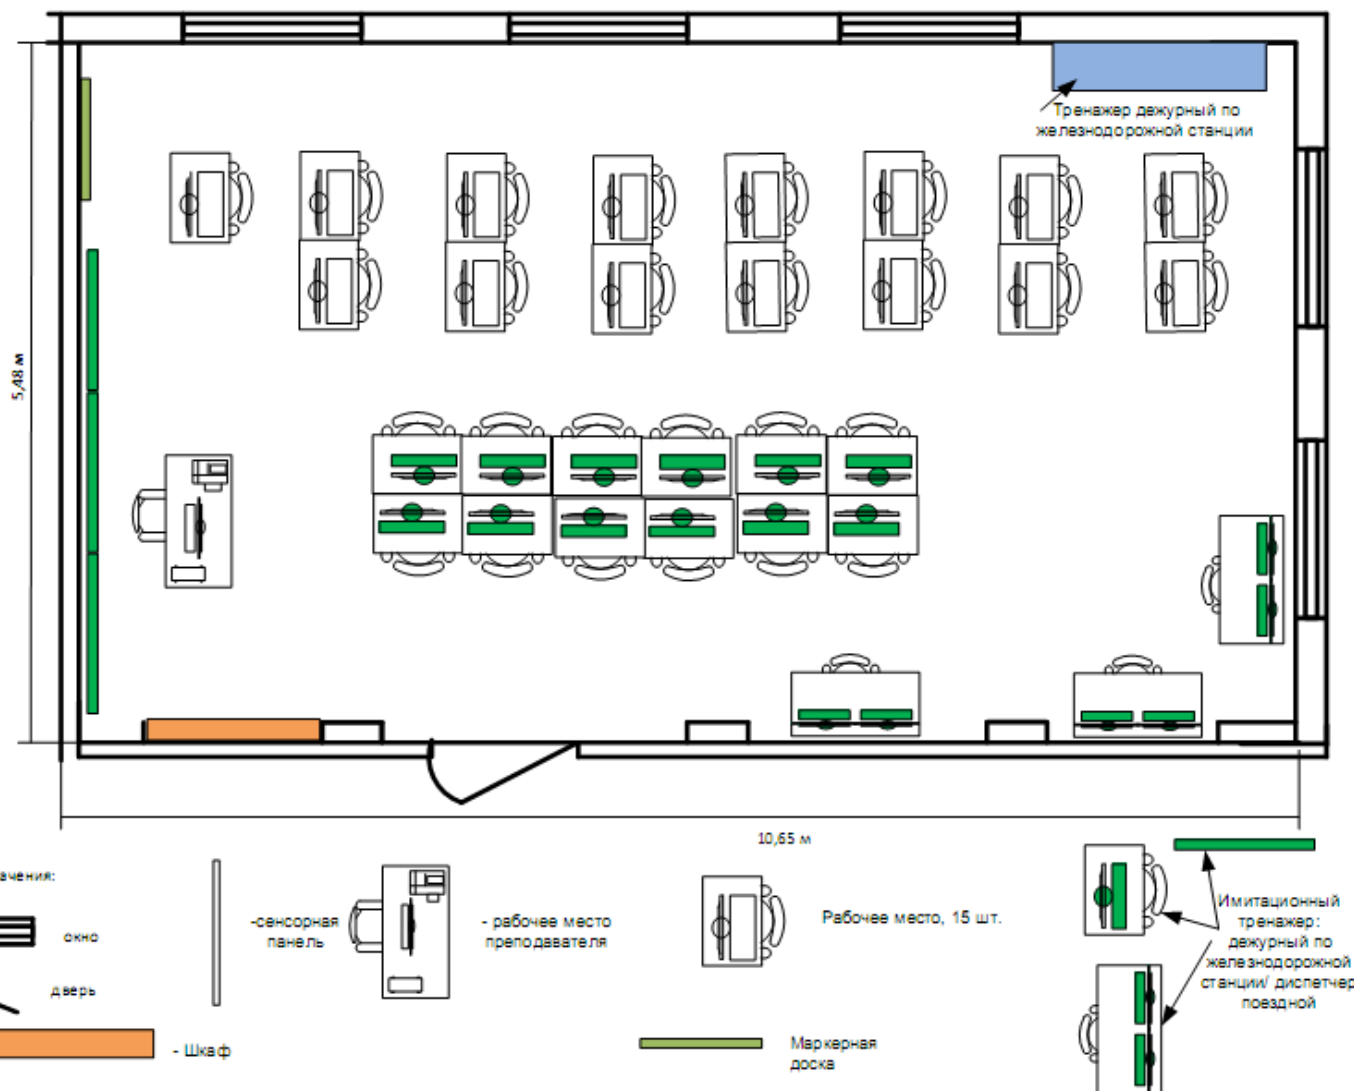 Тренажер дежурный по
железнодорожной станции
5,48 м
10,65 м
ачения:
окно
дверь
- Шкаф
-сенсорная
панель
- рабочее место
преподавателя
Рабочее место, 15 шт.
Маркерная
доска
Имитационный
тренажер:
дежурный по
железнодорожной
станции/ диспетчер
поездной